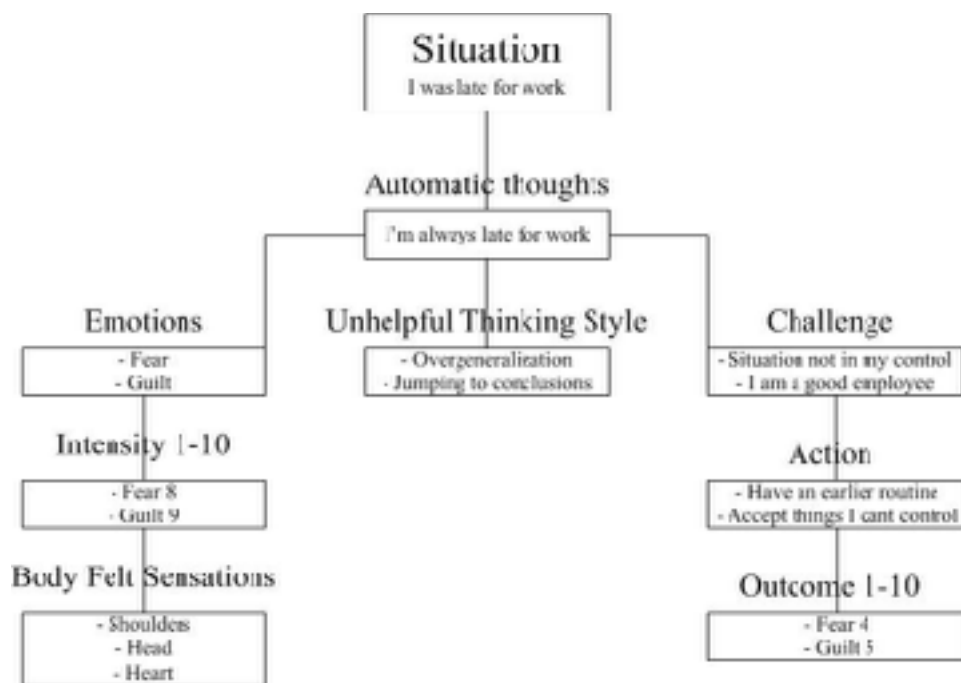 Situation
I was late for work
Automatic thoughts
I'm always late for work
Emotions
- Fear
- Guilt
Intensity 1-10
- Fear 8
- Guilt 9
Body Felt Sensations
- Shoulders
- Head
- Heart
Unhelpful Thinking Style
- Overgeneralization
- Jumping to conclusions
Challenge
- Situation not in my control
- I am a good employee
Action
- Have an earlier routine
- Accept things I cant control
Outcome 1-10
- Fear 4
- Guilt 5